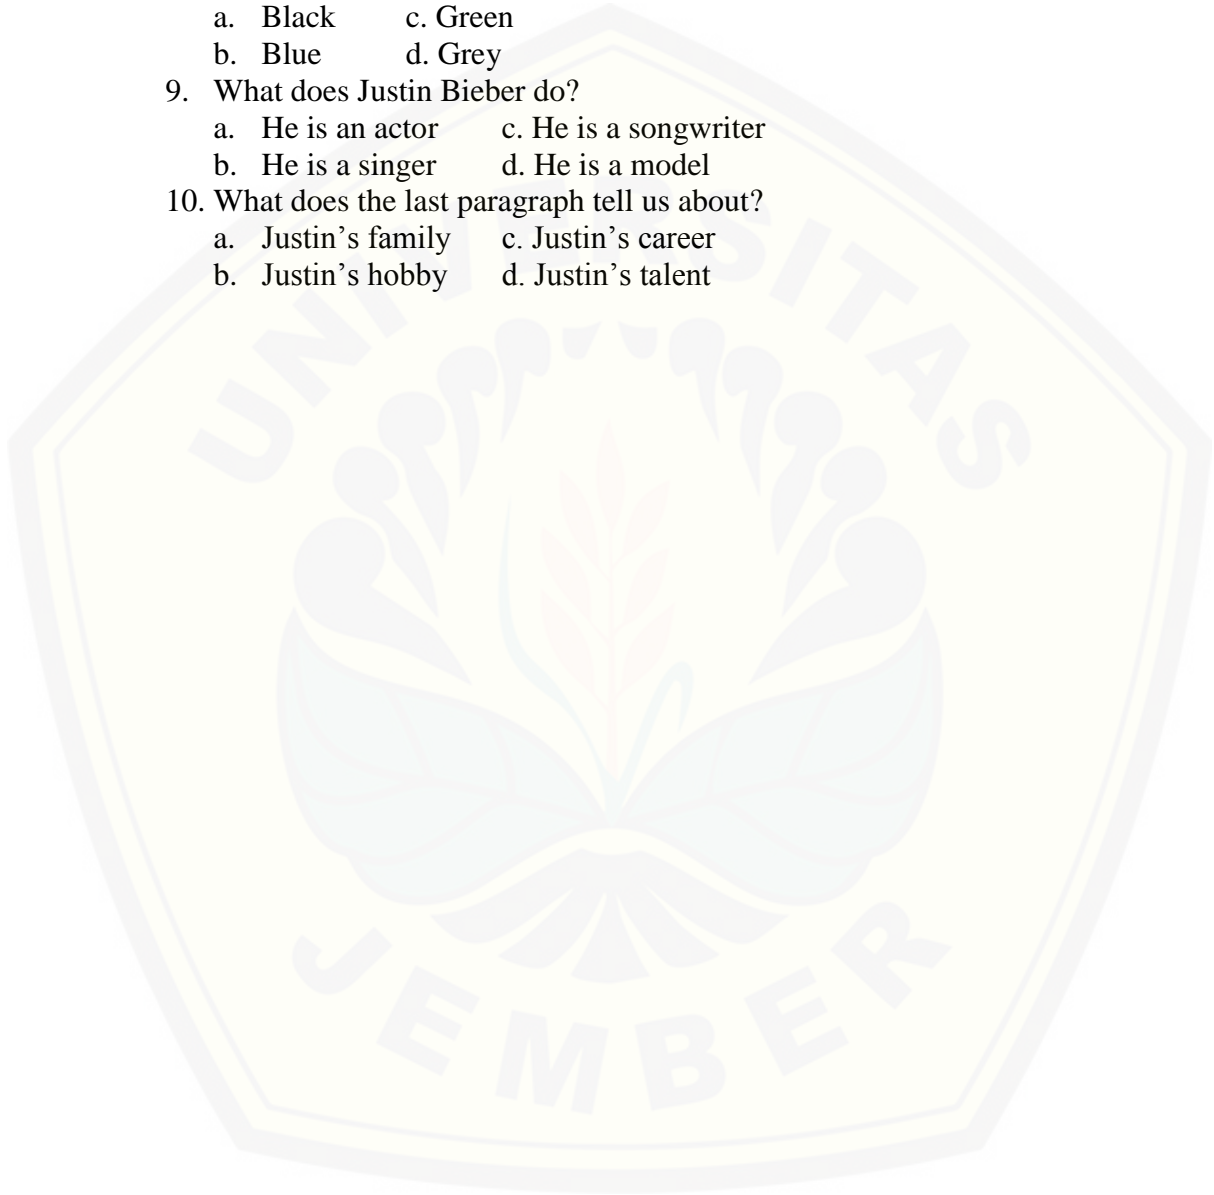 a. Black c. Green
b. Blue d. Grey
9. What does Justin Bieber do?
a. He is an actor c. He is a songwriter
b. He is a singer d. He is a model
10. What does the last paragraph tell us about?
a. Justin’s family c. Justin’s career
b. Justin’s hobby d. Justin’s talent
UNIVERSITAS
JEMBER